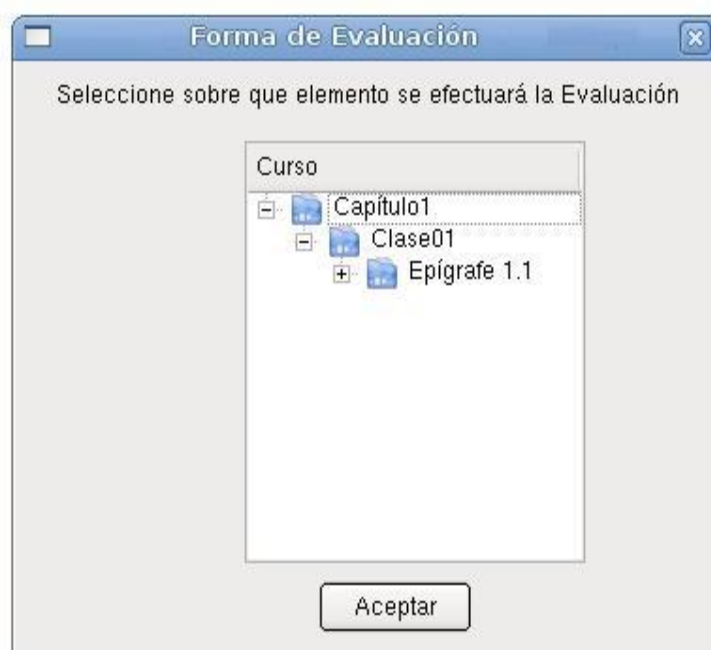 Forma de Evaluación
Seleccione sobre que elemento se efectuará la Evaluación
Curso
Capítulo1
Clase01
Epígrafe 1.1
Aceptar